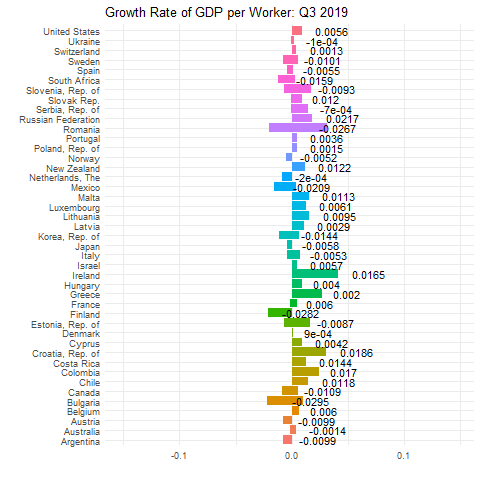 Growth Rate of GDP per Worker: Q3 2019
United States 0.0056
Ukraine -1e-04
Switzerland 0.0013
Sweden -0.0101
Spain -0.0055
South Africa -0.0159
Slovenia, Rep. of -0.0093
Slovak Rep. 0.012
Serbia, Rep. of -7e-04
Russian Federation 0.0217
Romania -0.0267
Portugal 0.0036
Poland, Rep. of 0.0015
Norway -0.0052
New Zealand 0.0122
Netherlands, The -2e-04
Mexico -0.0209
Malta 0.0113
Luxembourg 0.0061
Lithuania 0.0095
Latvia 0.0029
Korea, Rep. of -0.0144
Japan -0.0058
Italy -0.0053
Israel 0.0057
Ireland 0.0165
Hungary 0.004
Greece 0.002
France 0.006
Finland -0.0282
Estonia, Rep. of -0.0087
Denmark 9e-04
Cyprus 0.0042
Croatia, Rep. of 0.0186
Costa Rica 0.0144
Colombia 0.017
Chile 0.0118
Canada -0.0109
Bulgaria -0.0295
Belgium 0.006
Austria -0.0099
Australia -0.0014
Argentina -0.0099
-0.1 0.0 0.1